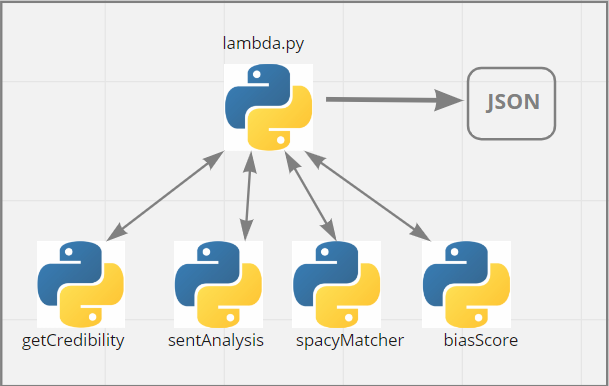 lambda.py
JSON
getCredibility
sentAnalysis
spacyMatcher
biasScore